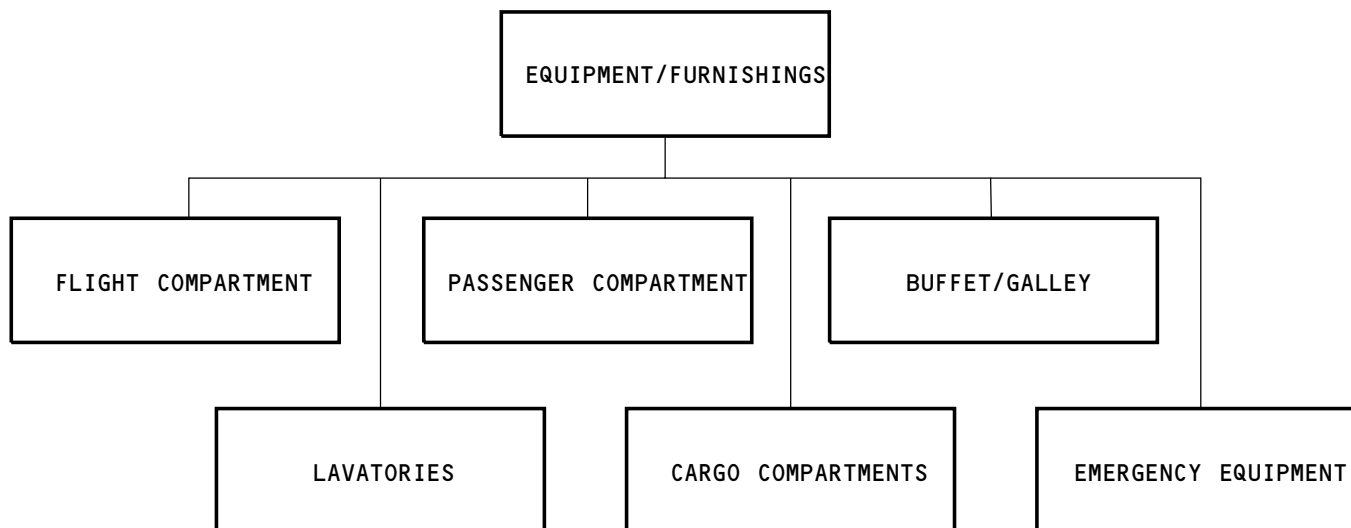 EQUIPMENT/FURNISHINGS
FLIGHT COMPARTMENT
PASSENGER COMPARTMENT
BUFFET/GALLEY
LAVATORIES
CARGO COMPARTMENTS
EMERGENCY EQUIPMENT